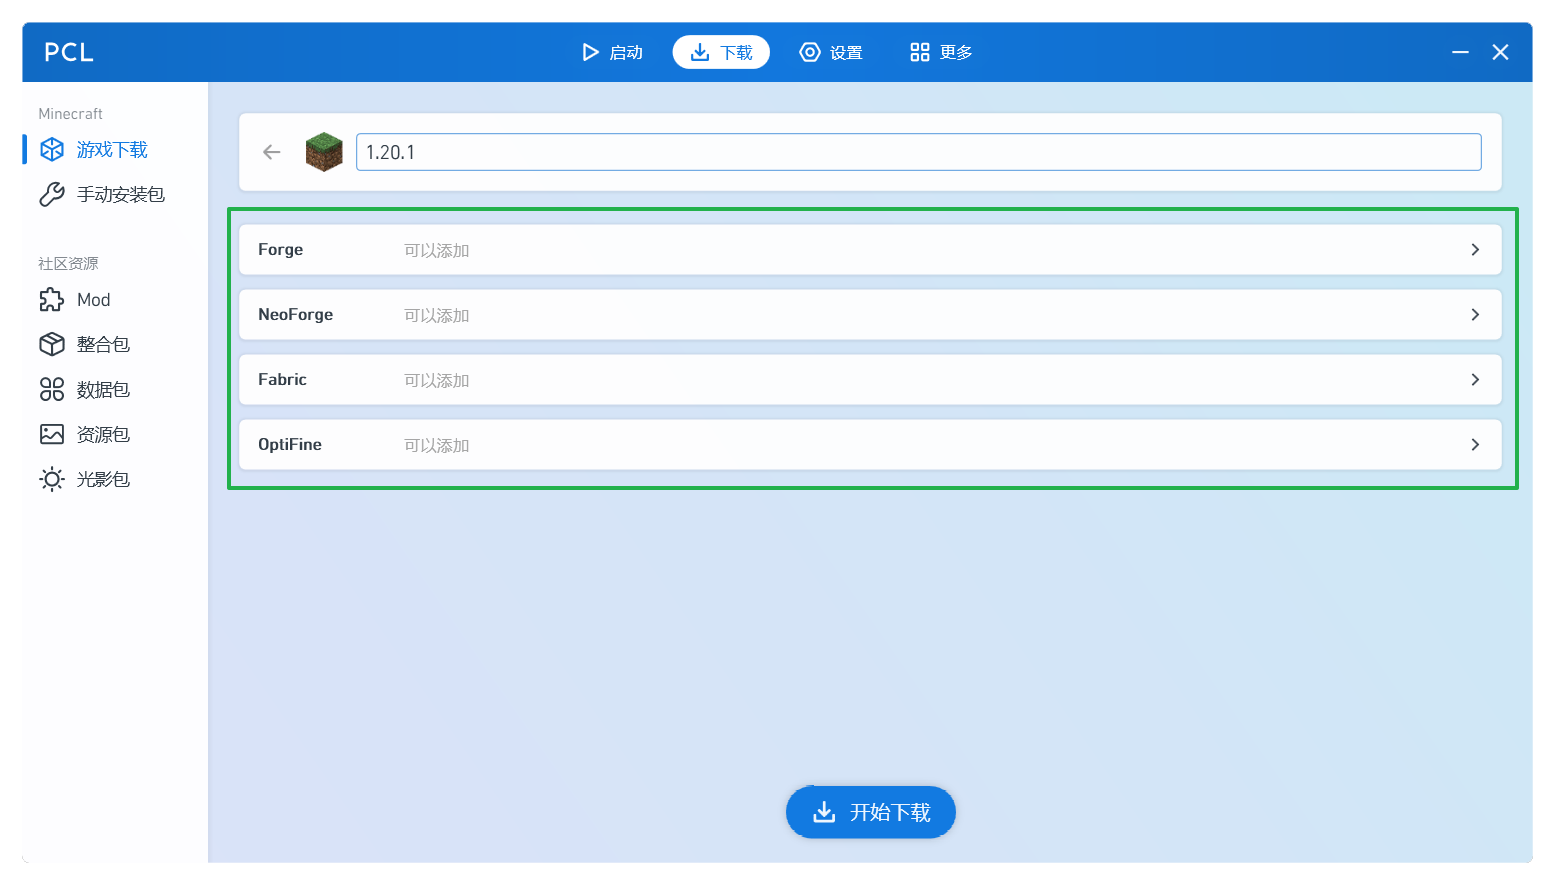 PCL
启动
下载
设置
更多
Minecraft
游戏下载
手动安装包
社区资源
Mod
整合包
数据包
资源包
光影包
1.20.1
Forge 可以添加
NeoForge 可以添加
Fabric 可以添加
OptiFine 可以添加
开始下载